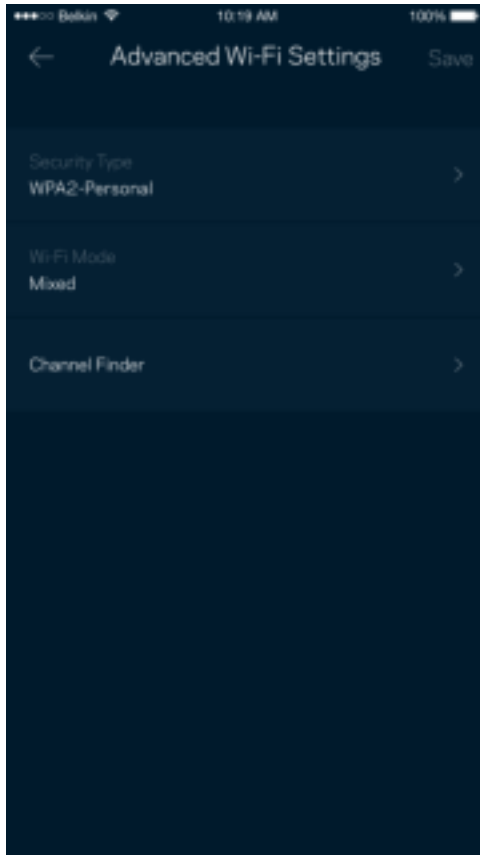 Belkin 10:19 AM 100%
Advanced Wi-Fi Settings Save
Security Type
WPA2-Personal
Wi-Fi Mode
Mixed
Channel Finder